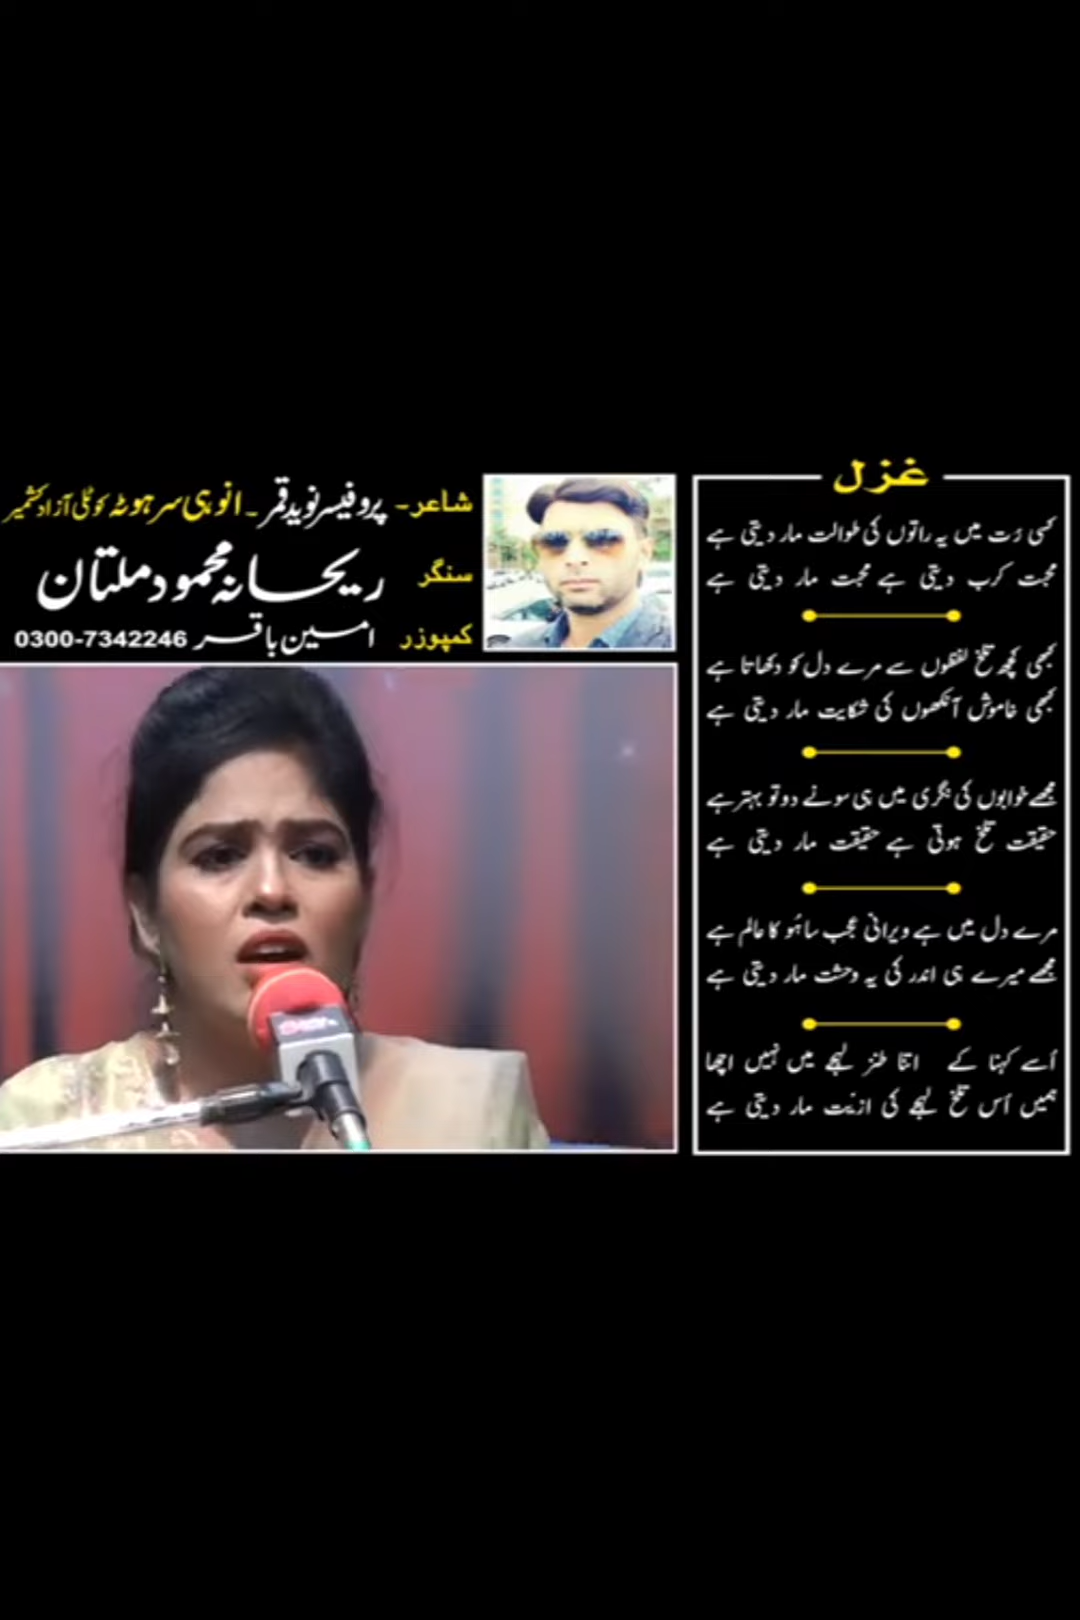 شاعر۔ پروفیسر نوید قمر۔ انوہی سرہوٹہ کوٹلی آزاد کشمیر
سنگر ریحانہ محمود ملتان
کمپوزر امین باقر 0300-7342246
غزل
کسی رُت میں یہ راتوں کی طوالت مار دیتی ہے
محبت کرب دیتی ہے محبت مار دیتی ہے
کبھی کچھ تلخ لفظوں سے مرے دل کو دکھاتا ہے
کبھی خاموش آنکھوں کی شکایت مار دیتی ہے
مجھے خوابوں کی نگری میں ہی سونے دو تو بہتر ہے
حقیقت تلخ ہوتی ہے حقیقت مار دیتی ہے
مرے دل میں ہے ویرانی عجب سا ہُو کا عالم ہے
مجھے میرے ہی اندر کی یہ وحشت مار دیتی ہے
اُسے کہنا کے اتنا طنز لہجے میں نہیں اچھا
ہمیں اُس تلخ لہجے کی اذیّت مار دیتی ہے